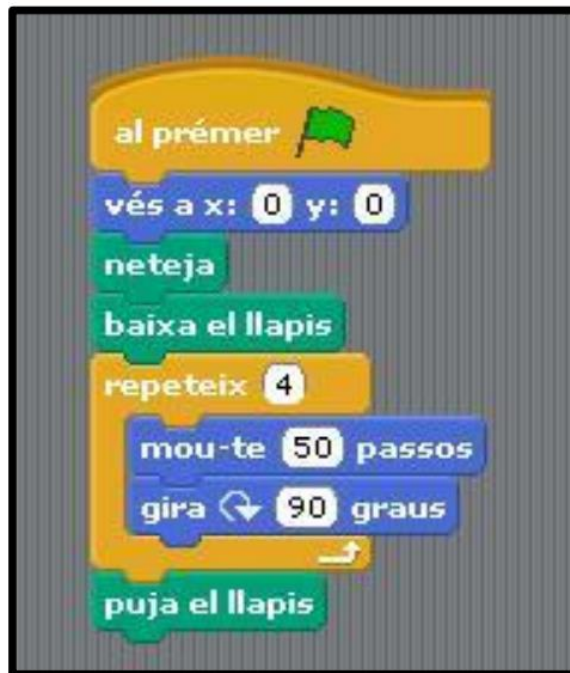 al prémer
vés a x: 0 y: 0
neteja
baixa el llapis
repeteix 4
mou-te 50 passos
gira 90 graus
puja el llapis